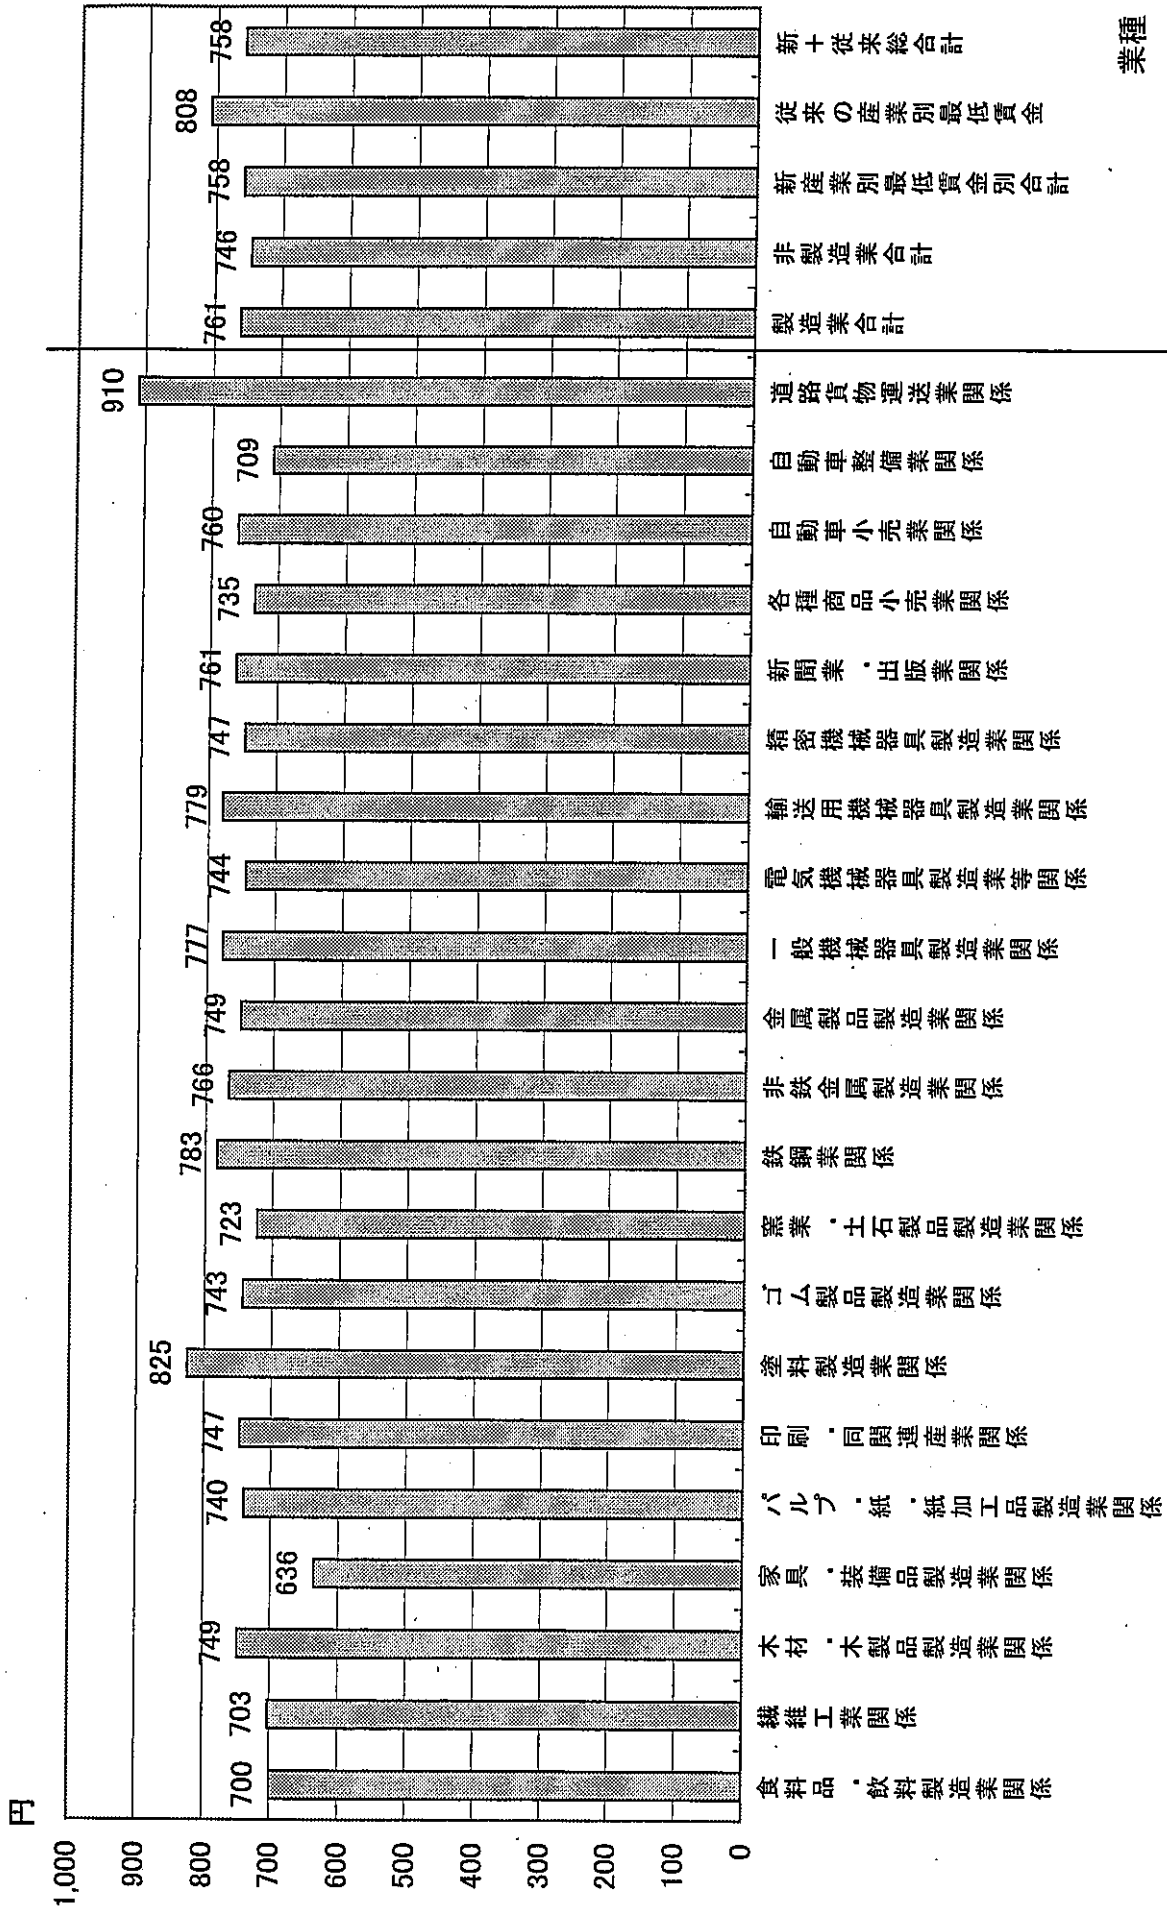 円
1,000
900
800
700
600
500
400
300
200
100
0
700
703
749
636
740
747
825
743
723
783
766
749
777
744
779
747
761
735
760
709
910
761
746
758
808
758
食料品・飲料製造業関係
繊維工業関係
木材・木製品製造業関係
家具・装備品製造業関係
パルプ・紙・紙加工品製造業関係
印刷・同関連産業関係
塗料製造業関係
ゴム製品製造業関係
窯業・土石製品製造業関係
鉄鋼業関係
非鉄金属製造業関係
金属製品製造業関係
一般機械器具製造業関係
電気機械器具製造業等関係
輸送用機械器具製造業関係
精密機械器具製造業関係
新聞業・出版業関係
各種商品小売業関係
自動車小売業関係
自動車整備業関係
道路貨物運送業関係
製造業合計
非製造業合計
新産業別最低賃金別合計
従来の産業別最低賃金
新＋従来総合計
業種